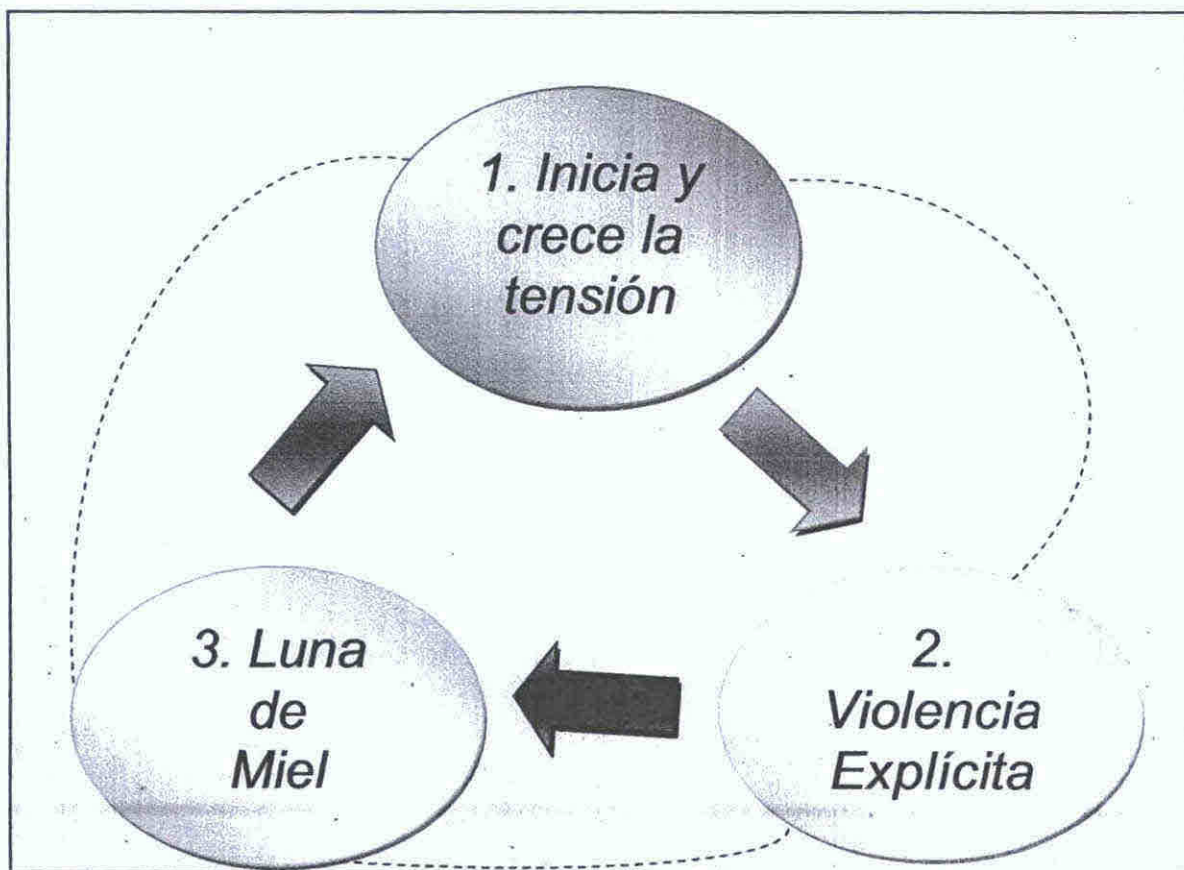 1. Inicia y
crece la
tensión
2.
Violencia
Explícita
3. Luna
de
Miel